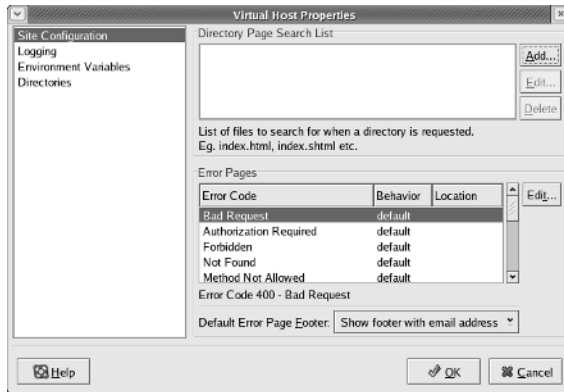 Virtual Host Properties
Site Configuration
Logging
Environment Variables
Directories
Directory Page Search List
Add...
Edit...
Delete
List of files to search for when a directory is requested.
Eg. index.html, index.shtml etc.
Error Pages
Error Code Behavior Location
Bad Request default
Authorization Required default
Forbidden default
Not Found default
Method Not Allowed default
Edit...
Error Code 400 - Bad Request
Default Error Page Footer: Show footer with email address
Help
OK
Cancel